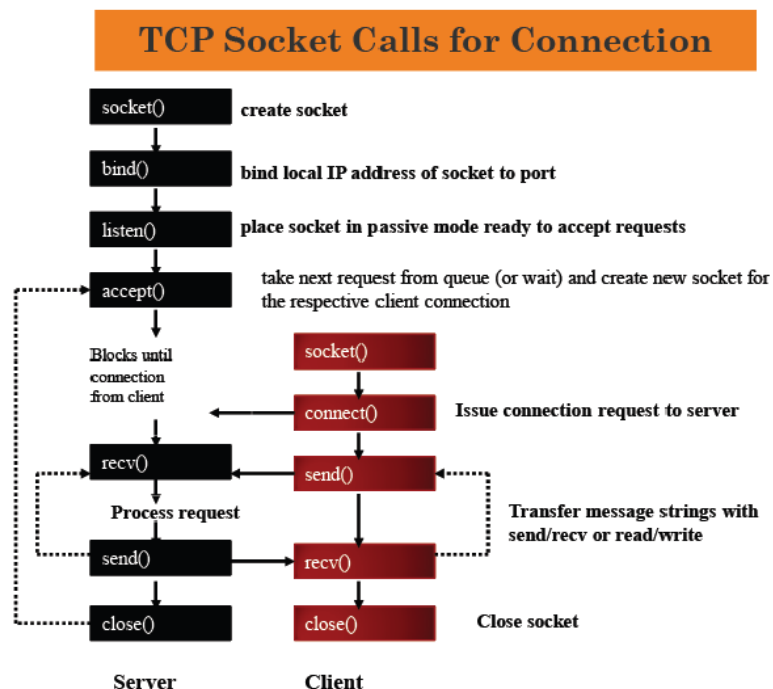 TCP Socket Calls for Connection
socket()
create socket
bind()
bind local IP address of socket to port
listen()
place socket in passive mode ready to accept requests
accept()
take next request from queue (or wait) and create new socket for
the respective client connection
Blocks until
connection
from client
socket()
connect()
Issue connection request to server
recv()
send()
Process request
Transfer message strings with
send/recv or read/write
send()
recv()
close()
close()
Close socket
Server
Client